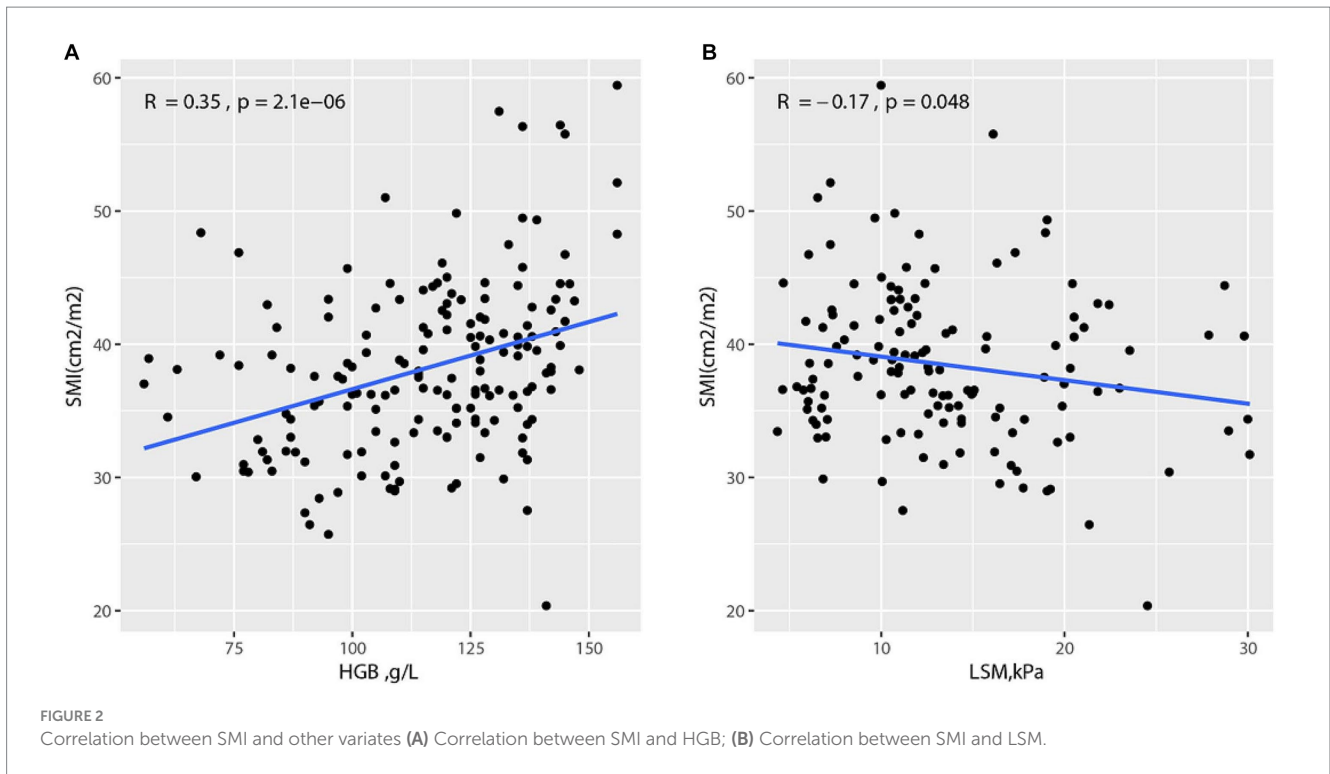 A
R = 0.35 , p = 2.1e−06
60
50
40
30
20
SMI(cm2/m2)
75 100 125 150
HGB ,g/L
B
R = −0.17 , p = 0.048
60
50
40
30
20
SMI(cm2/m2)
10 20 30
LSM,kPa
FIGURE 2
Correlation between SMI and other variates (A) Correlation between SMI and HGB; (B) Correlation between SMI and LSM.